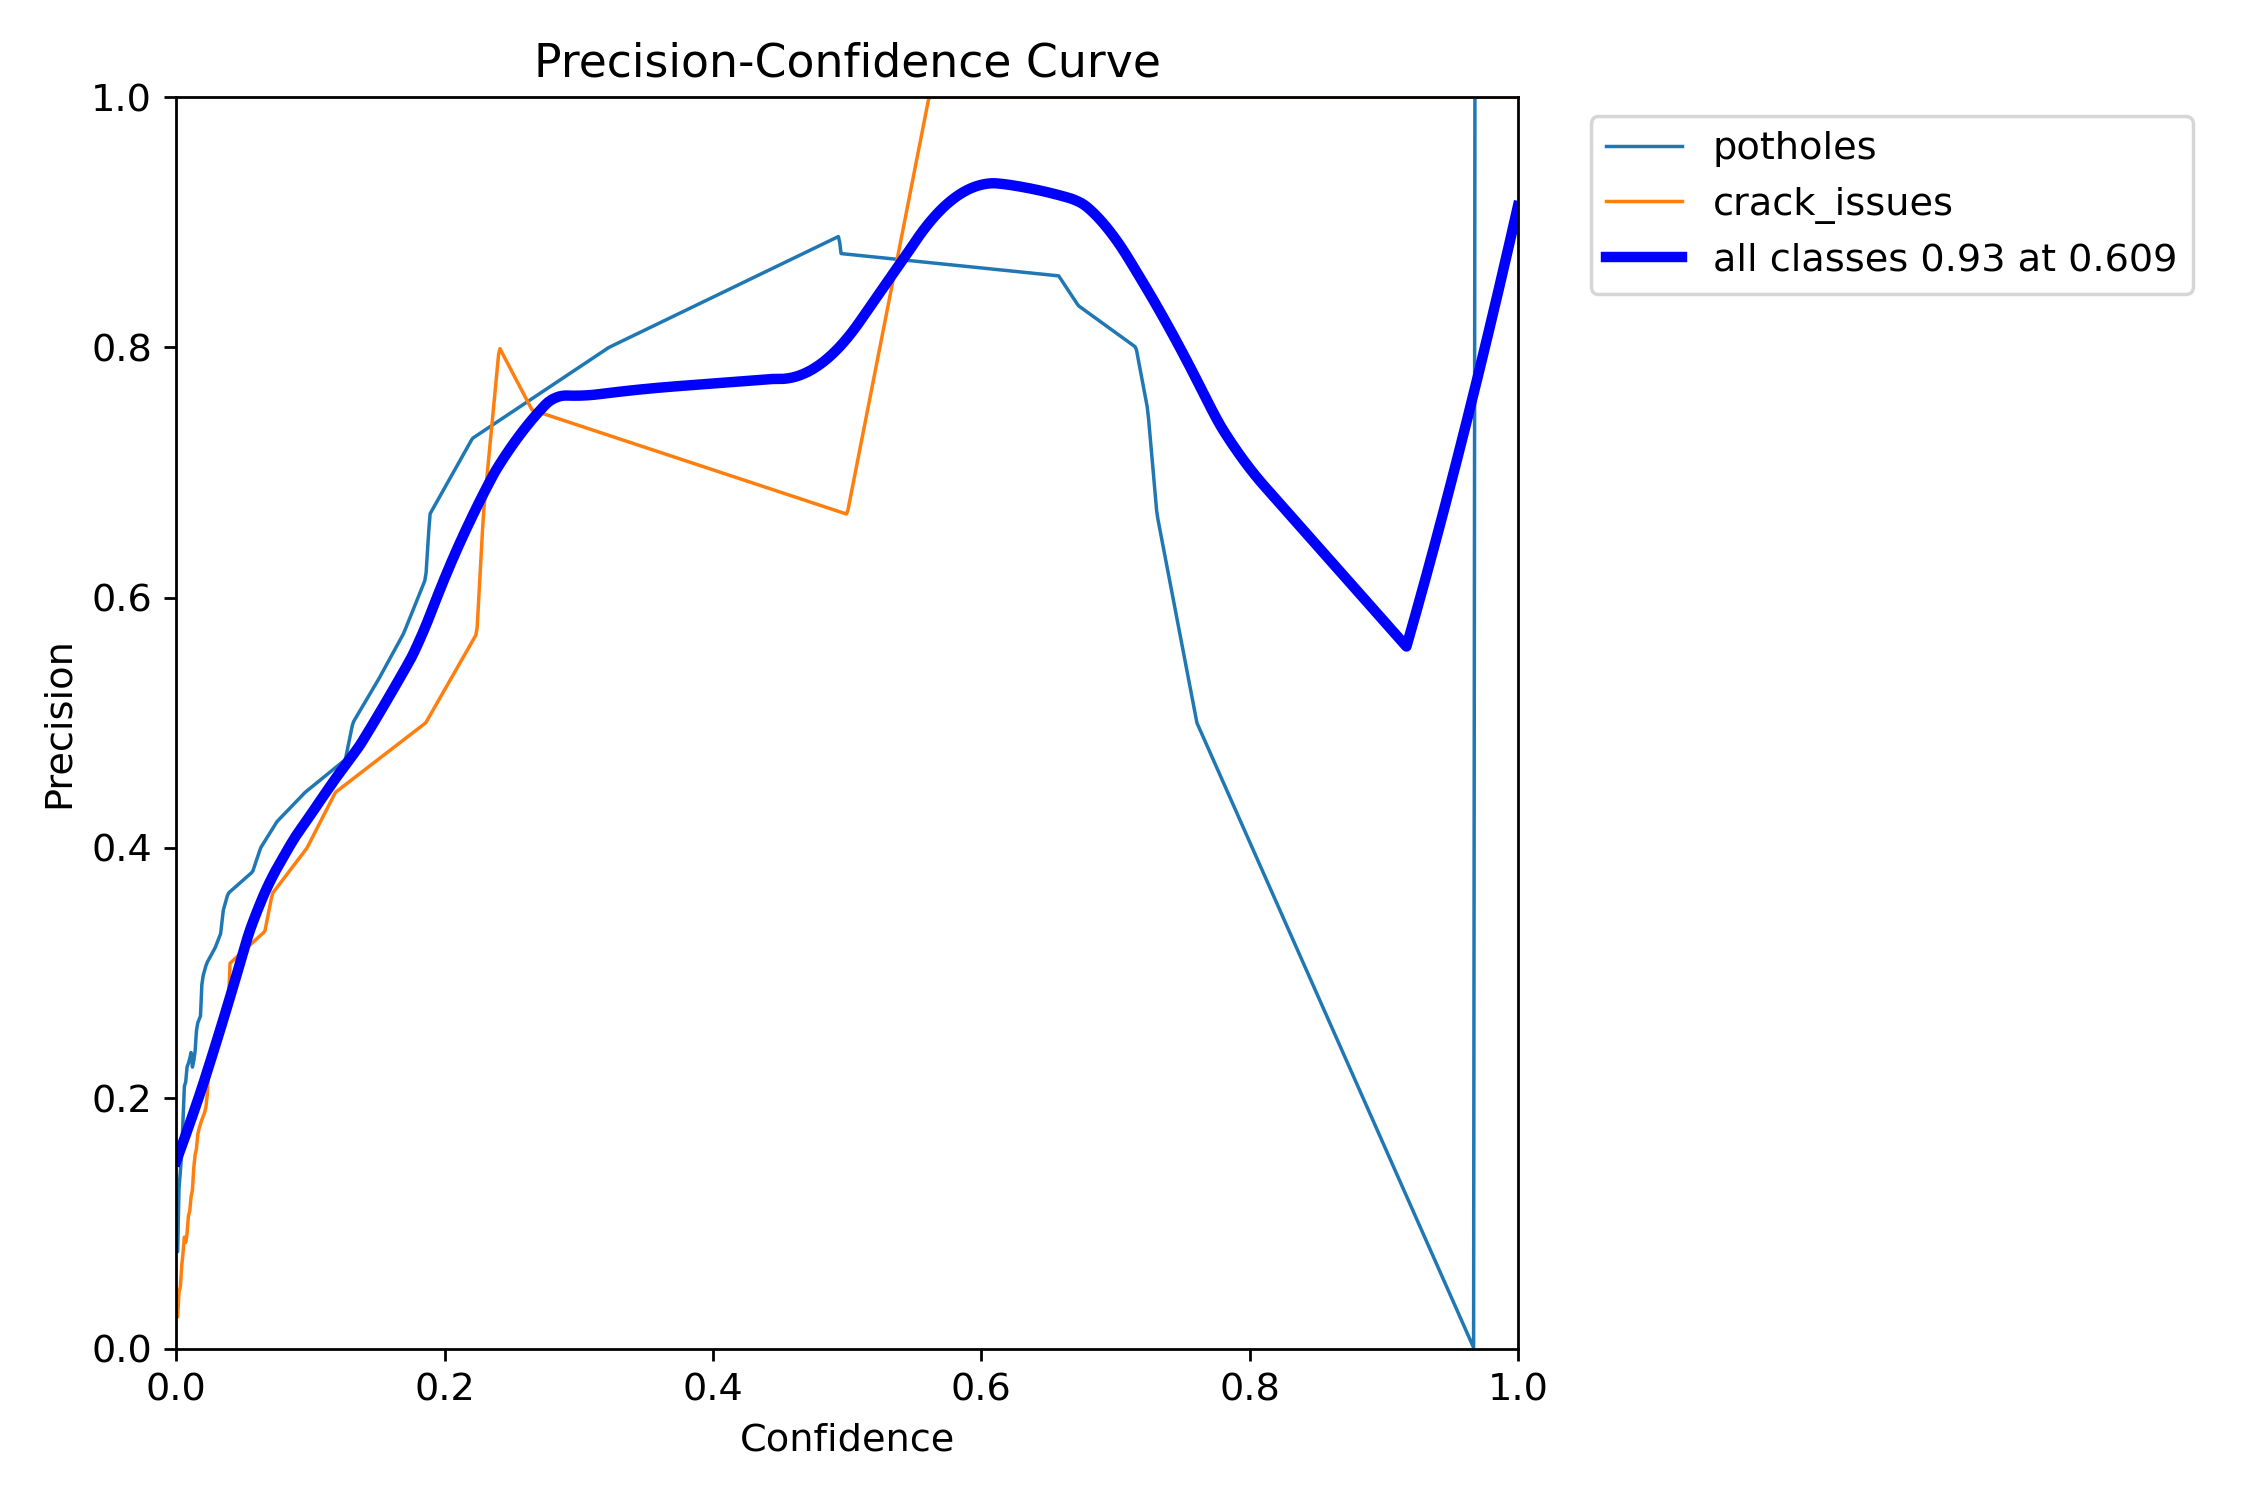 Precision-Confidence Curve
1.0
0.8
0.6
0.4
0.2
0.0
Precision
0.0 0.2 0.4 0.6 0.8 1.0
Confidence
potholes
crack_issues
all classes 0.93 at 0.609